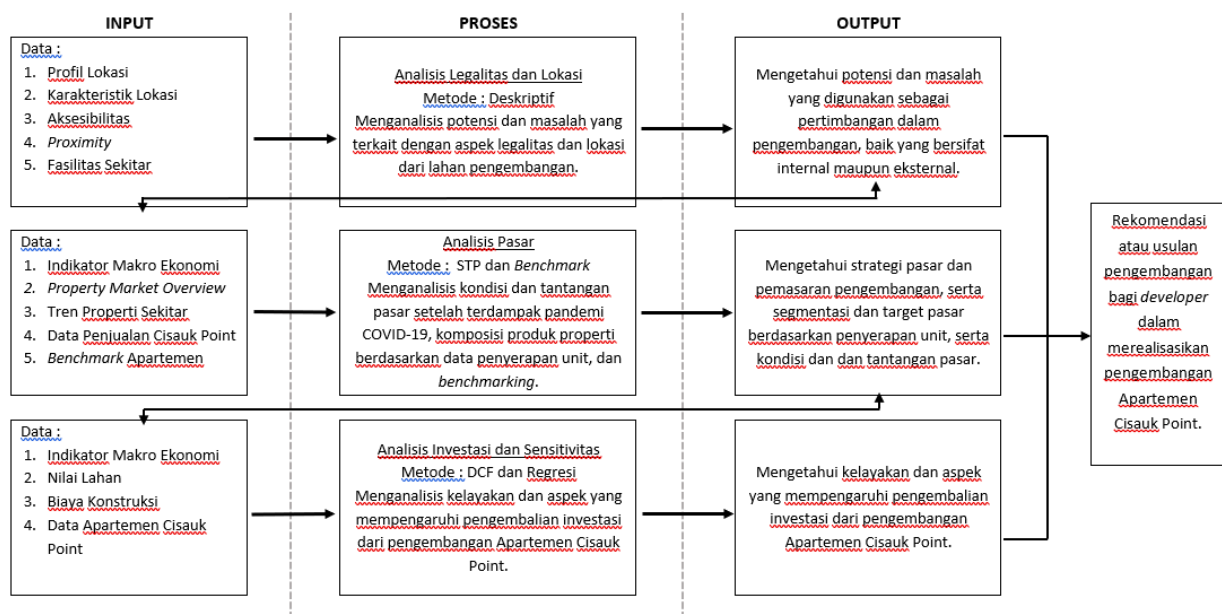 INPUT
PROSES
OUTPUT
Data :
1. Profil Lokasi
2. Karakteristik Lokasi
3. Aksesibilitas
4. Proximity
5. Fasilitas Sekitar
Analisis Legalitas dan Lokasi
Metode : Deskriptif
Menganalisis potensi dan masalah yang
terkait dengan aspek legalitas dan lokasi
dari lahan pengembangan.
Mengetahui potensi dan masalah
yang digunakan sebagai
pertimbangan dalam
pengembangan, baik yang bersifat
internal maupun eksternal.
Data :
1. Indikator Makro Ekonomi
2. Property Market Overview
3. Tren Properti Sekitar
4. Data Penjualan Cisauk Point
5. Benchmark Apartemen
Analisis Pasar
Metode : STP dan Benchmark
Menganalisis kondisi dan tantangan
pasar setelah terdampak pandemi
COVID-19, komposisi produk properti
berdasarkan data penyerapan unit, dan
benchmarking.
Mengetahui strategi pasar dan
pemasaran pengembangan, serta
segmentasi dan target pasar
berdasarkan penyerapan unit, serta
kondisi dan dan tantangan pasar.
Data :
1. Indikator Makro Ekonomi
2. Nilai Lahan
3. Biaya Konstruksi
4. Data Apartemen Cisauk
Point
Analisis Investasi dan Sensitivitas
Metode : DCF dan Regresi
Menganalisis kelayakan dan aspek yang
mempengaruhi pengembalian investasi
dari pengembangan Apartemen Cisauk
Point.
Mengetahui kelayakan dan aspek
yang mempengaruhi pengembalian
investasi dari pengembangan
Apartemen Cisauk Point.
Rekomendasi
atau usulan
pengembangan
bagi developer
dalam
merealisasikan
pengembangan
Apartemen
Cisauk Point.